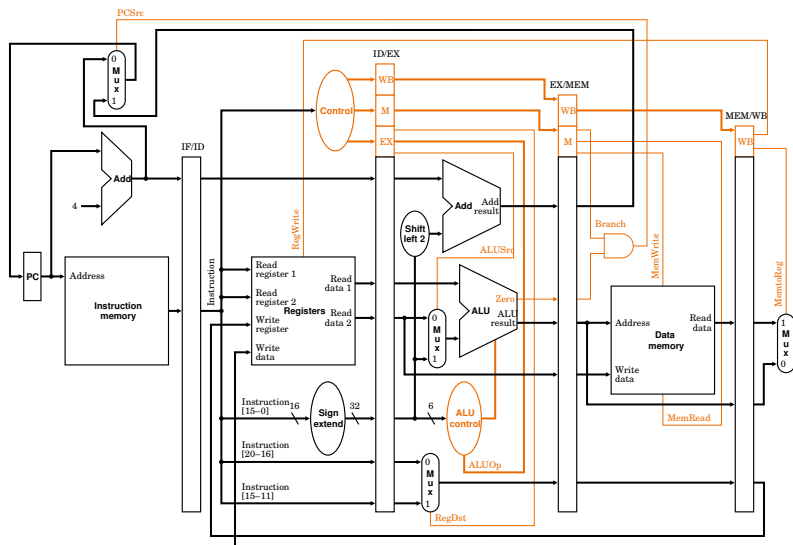 PCSrc
0
M
u
x
1
ID/EX
WB
EX/MEM
Control
M
WB
MEM/WB
EX
M
WB
IF/ID
Add
4
Add
Add
result
Shift
left 2
Branch
RegWrite
ALUSrc
MemWrite
MemtoReg
PC
Address
Instruction
memory
Instruction
Read
register 1
Read
register 2
Write
register
Write
data
Registers
Read
data 1
Read
data 2
0
M
u
x
1
Zero
ALU
ALU
result
Address
Write
data
Data
memory
Read
data
1
M
u
x
0
Instruction
[15–0]
16
Sign
extend
32
6
ALU
control
MemRead
Instruction
[20–16]
ALUOp
Instruction
[15–11]
0
M
u
x
1
RegDst